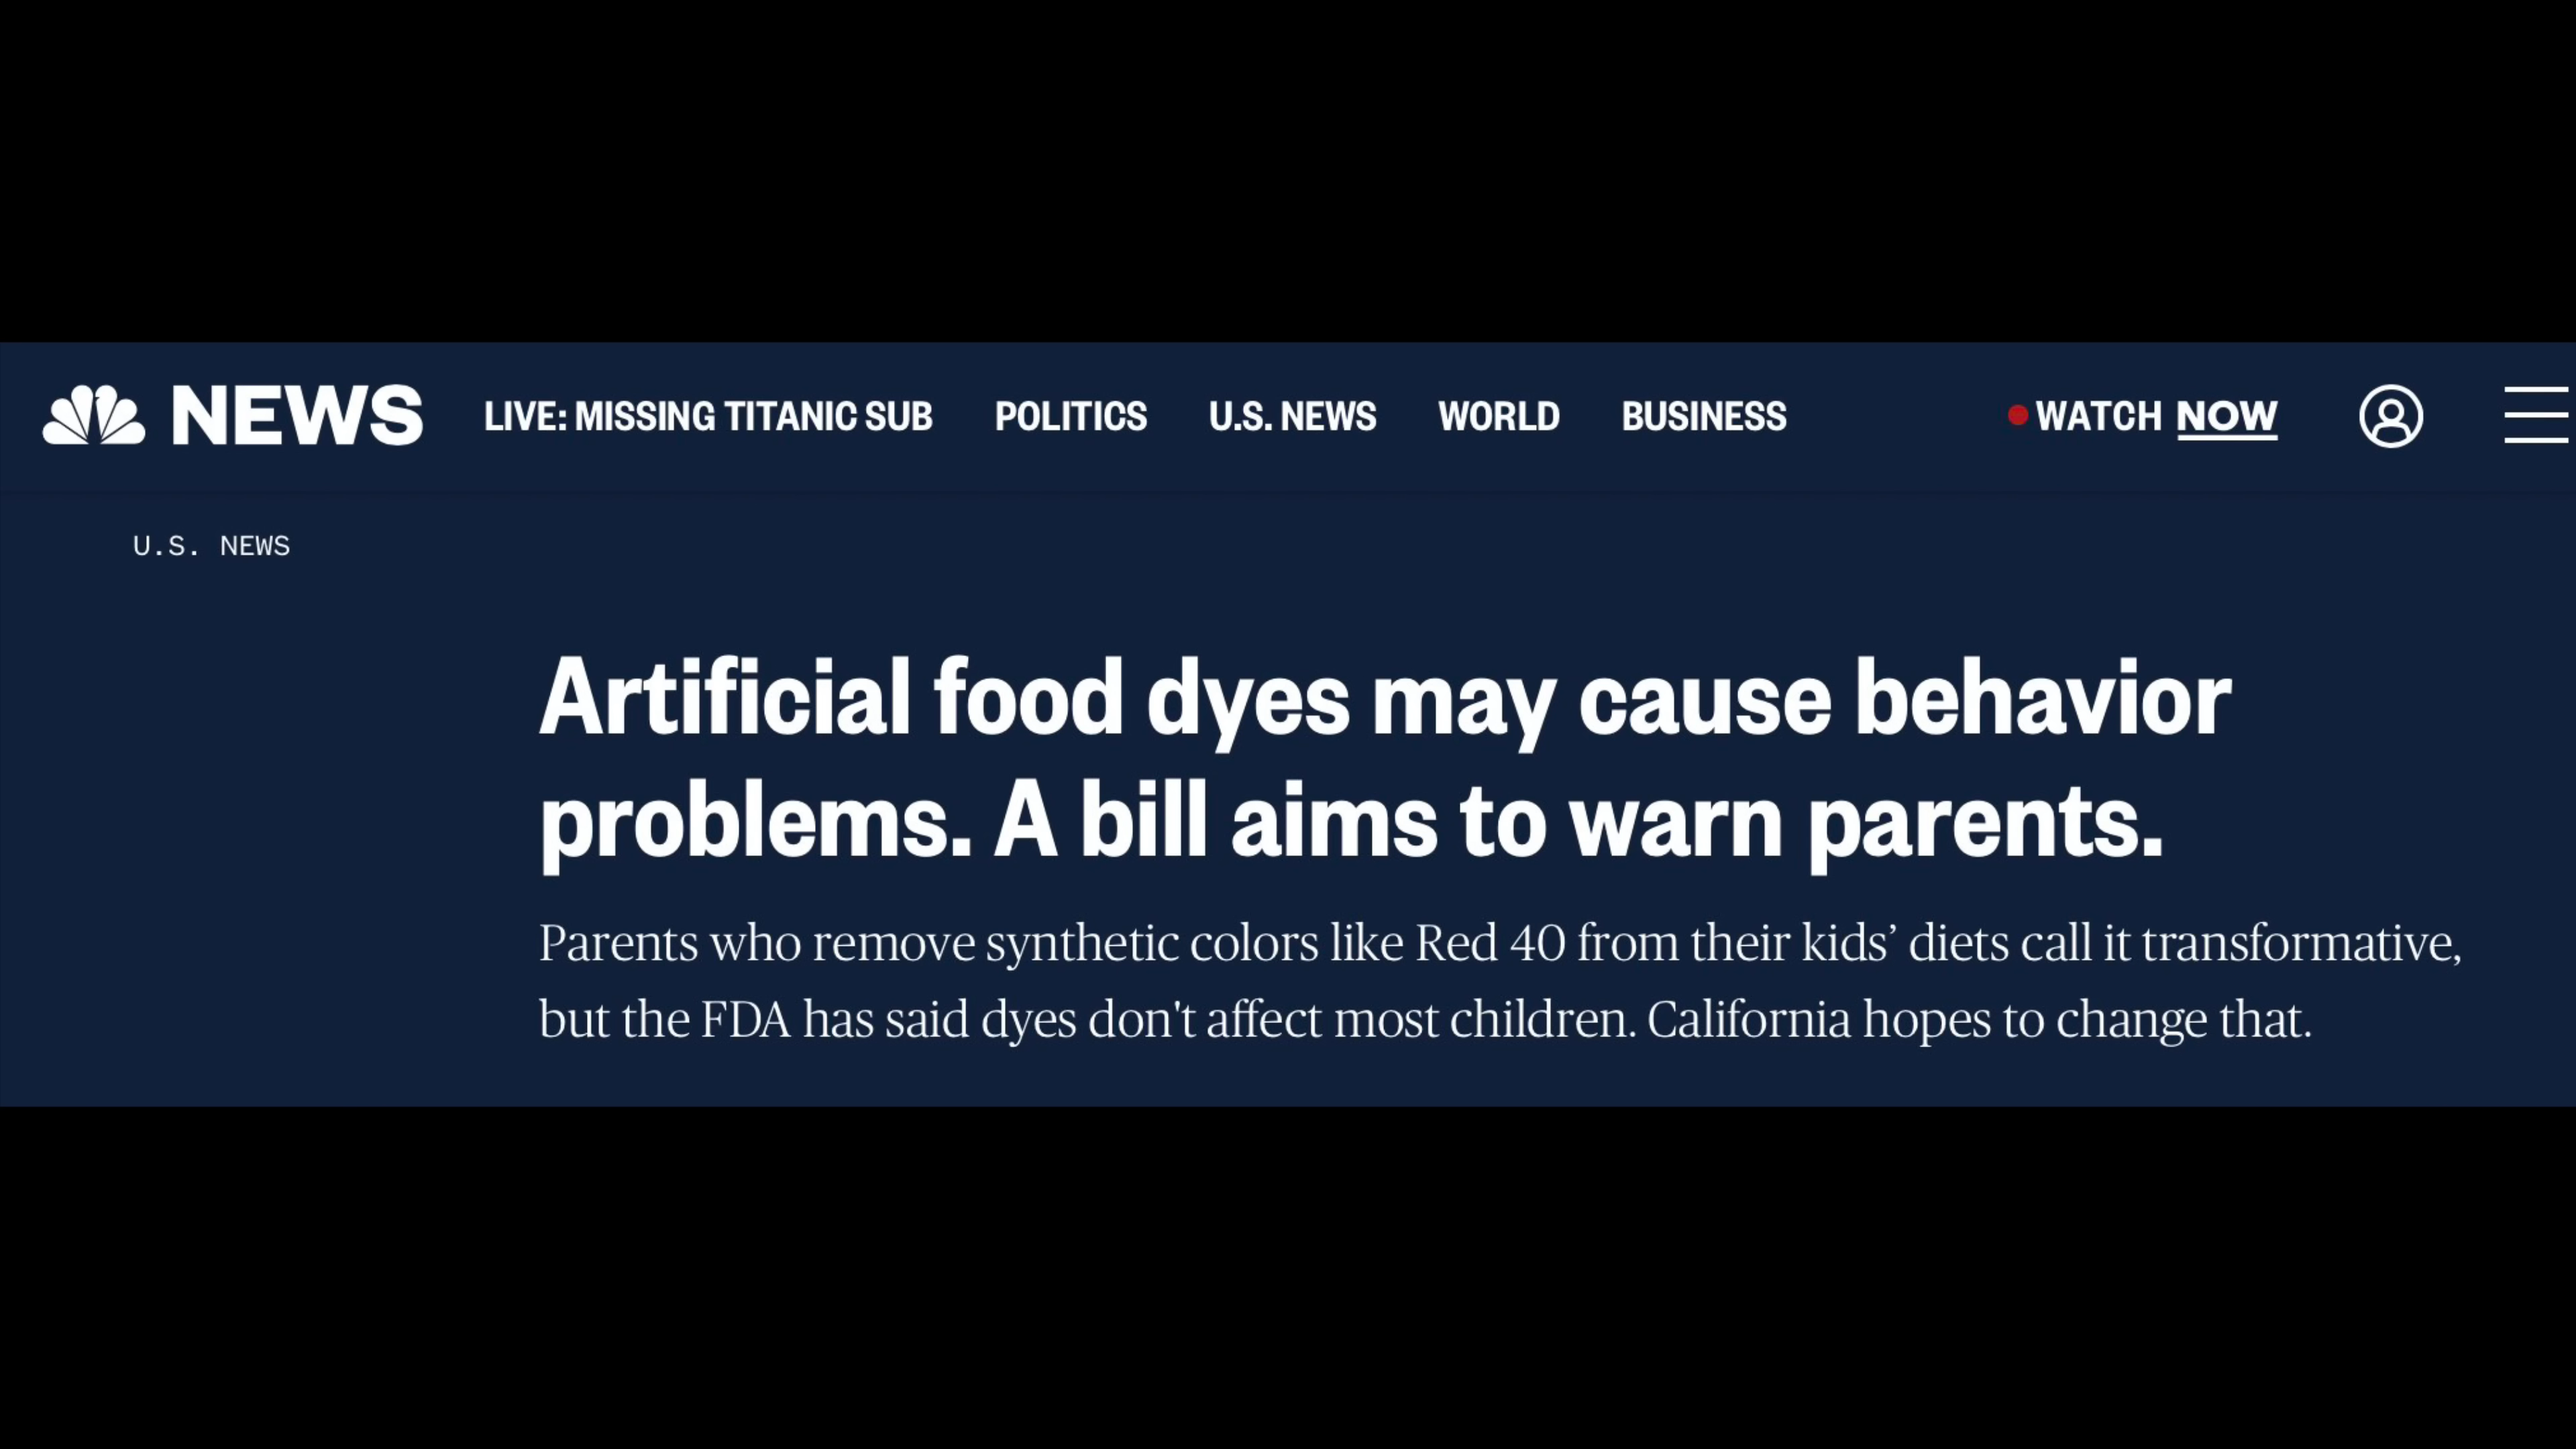 NEWS LIVE: MISSING TITANIC SUB POLITICS U.S. NEWS WORLD BUSINESS WATCH NOW
U.S. NEWS
Artificial food dyes may cause behavior
problems. A bill aims to warn parents.
Parents who remove synthetic colors like Red 40 from their kids’ diets call it transformative,
but the FDA has said dyes don't affect most children. California hopes to change that.